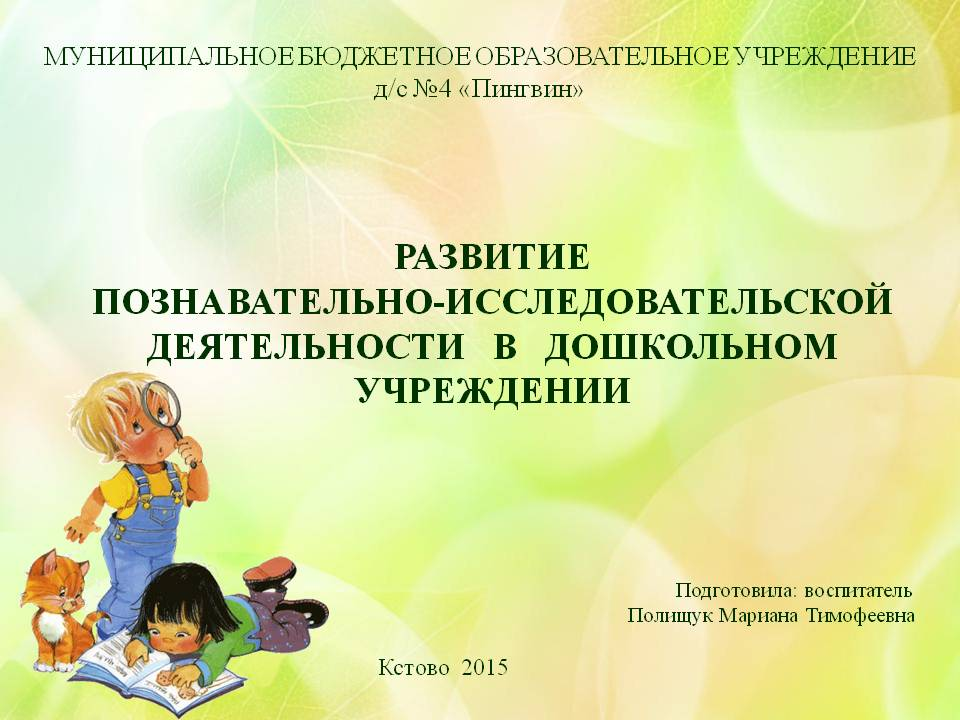 МУНИЦИПАЛЬНОЕ БЮДЖЕТНОЕ ОБРАЗОВАТЕЛЬНОЕ УЧРЕЖДЕНИЕ
д/с №4 «Пингвин»
РАЗВИТИЕ
ПОЗНАВАТЕЛЬНО-ИССЛЕДОВАТЕЛЬСКОЙ
ДЕЯТЕЛЬНОСТИ В ДОШКОЛЬНОМ
УЧРЕЖДЕНИИ
Подготовила: воспитатель
Полищук Мариана Тимофеевна
Кстово 2015